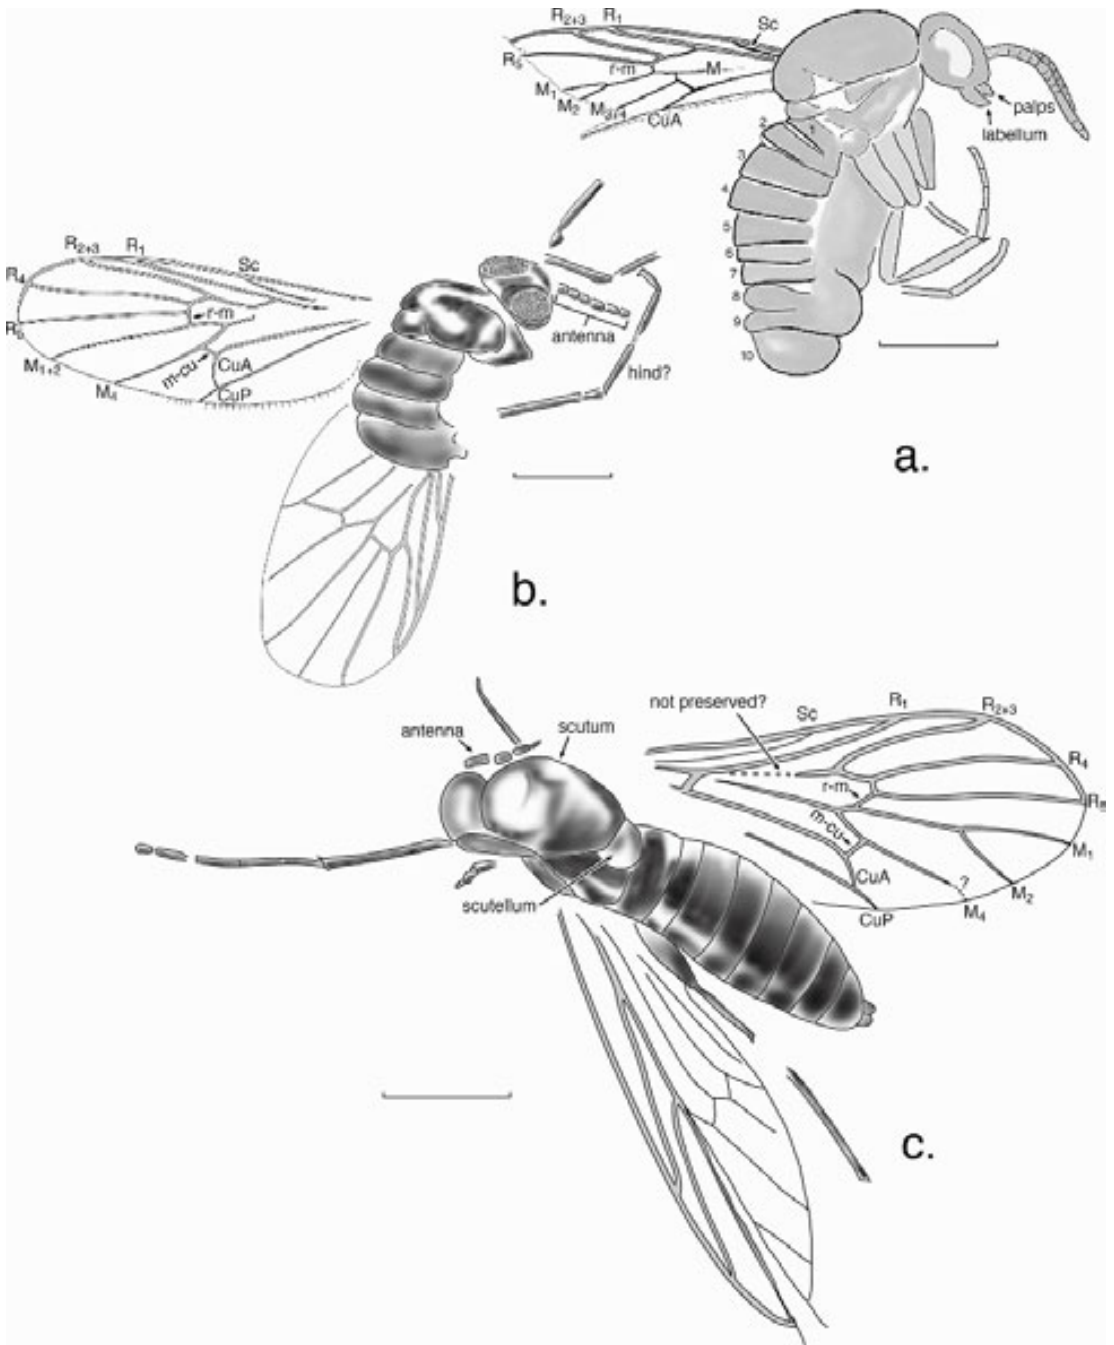 R2+3 R1
Sc
R5
r-m
M
M1
M2
M3+4
CuA
palps
labellum
1
2
3
4
5
6
7
8
9
10
a.
R2+3
R1
Sc
R4
r-m
R5
M1+2
m-cu
CuA
M4
CuP
antenna
hind?
b.
not preserved?
Sc
R1
R2+3
antenna
scutum
R4
r-m
R5
m-cu
M1
CuA
?
M2
scutellum
CuP
M4
c.